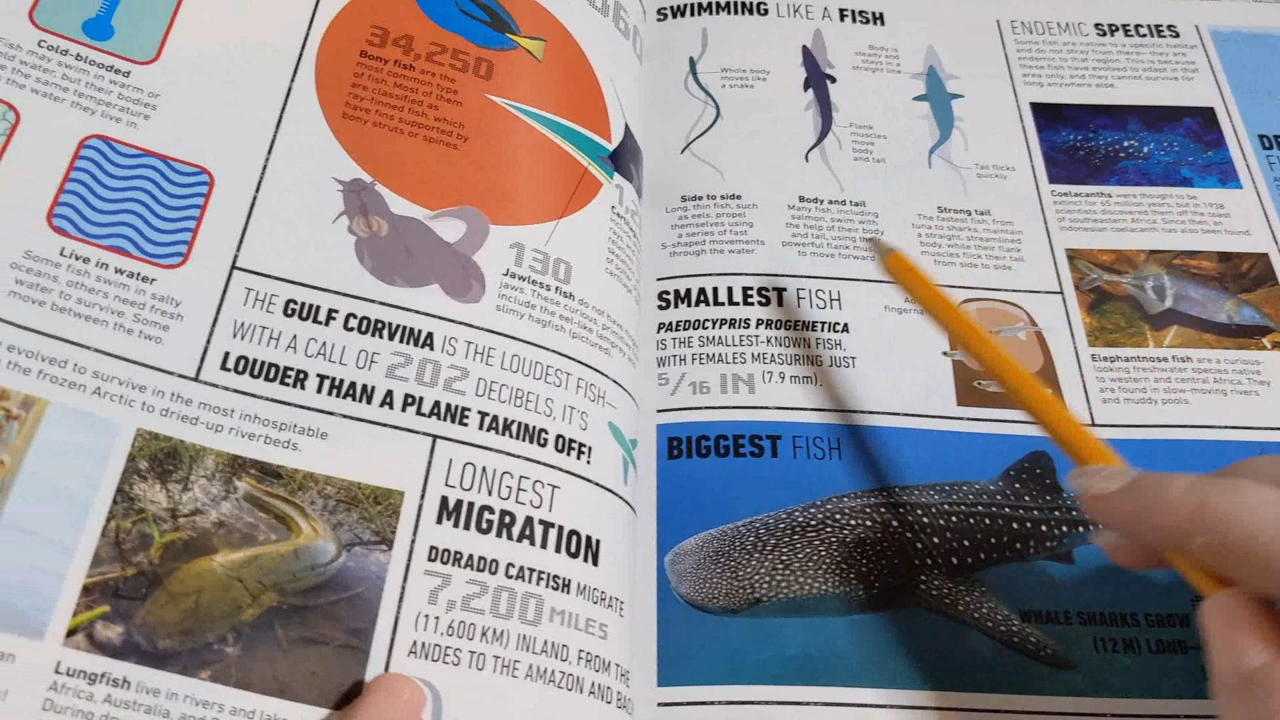 Cold-blooded
Fish may swim in warm or
cold water, but their bodies
the same temperature
the water they live in.
Live in water
Some fish swim in salty
oceans, others need fresh
water to survive. Some
move between the two.
34,250
Bony fish are the
most common type
of fish. Most of them
are classified as
ray-finned fish, which
have fins supported by
bony struts or spines.
130
Jawless fish do not have
jaws. These curious,
include the eel-like lamprey
slimy hagfish (pictured).
THE GULF CORVINA IS THE LOUDEST FISH—
WITH A CALL OF 202 DECIBELS, IT'S
LOUDER THAN A PLANE TAKING OFF!
evolved to survive in the most inhospitable
the frozen Arctic to dried-up riverbeds.
Lungfish live in rivers and
Africa, Australia, and
During
LONGEST
MIGRATION
DORADO CATFISH MIGRATE
7,200 MILES
(11,600 KM) INLAND, FROM THE
ANDES TO THE AMAZON AND
SWIMMING LIKE A FISH
Whole body
moves like
a snake
Body is
steady and
stays in a
straight line
Flank
muscles
move
body
and tail
Tail flicks
quickly
Side to side
Long, thin fish, such
as eels, propel
themselves using
a series of fast
S-shaped movements
through the water.
Body and tail
Many fish, including
salmon, swim with
the help of their body
and tail, using their
powerful flank
to move forward
Strong tail
The fastest fish, from
tuna to sharks, maintain
a straight, streamlined
body, while their flank
muscles flick their tail
from side to side.
SMALLEST FISH
PAEDOCYPRIS PROGENETICA
IS THE SMALLEST-KNOWN FISH,
WITH FEMALES MEASURING JUST
5/16 IN (7.9 mm).
BIGGEST FISH
WHALE SHARKS GROW
(12 M) LONG—
ENDEMIC SPECIES
Some fish are native to a specific habitat
and do not stray from there—they are
endemic to that region. This is because
these fish have evolved to adapt in that
area only, and they cannot survive for
long anywhere else.
Coelacanths were thought to be
extinct for 65 million years, but in 1938
scientists discovered them off the coast
of southeastern Africa. Since then, an
Indonesian coelacanth has also been found.
Elephantnose fish are a curious-
looking freshwater species native
to western and central Africa. They
are found in slow-moving rivers
and muddy pools.